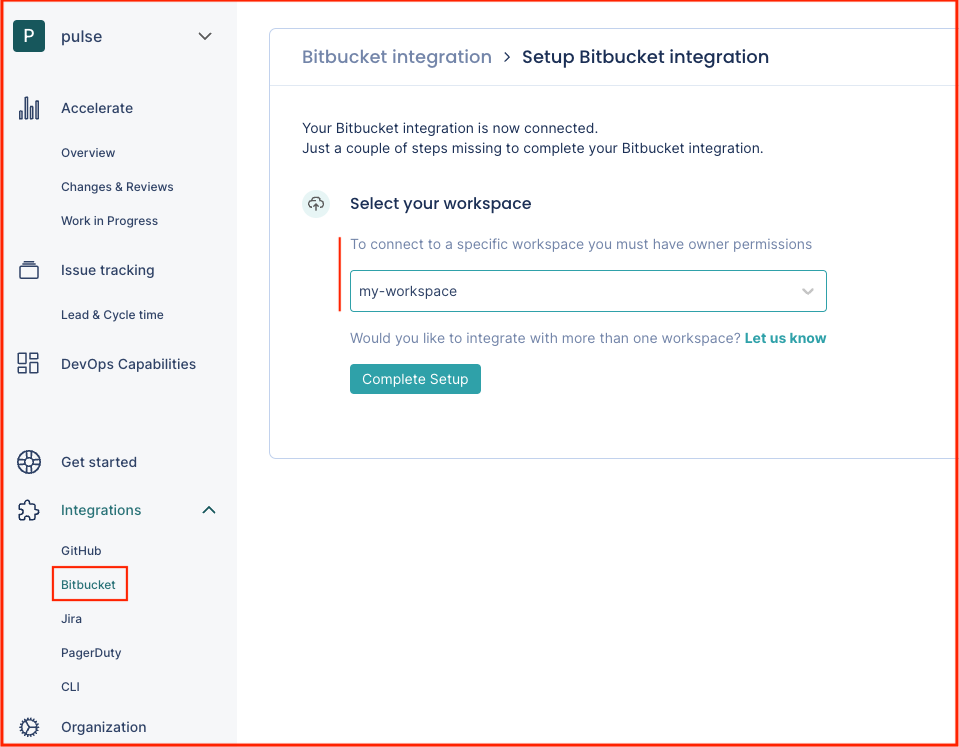 P pulse
Accelerate
Overview
Changes & Reviews
Work in Progress
Issue tracking
Lead & Cycle time
DevOps Capabilities
Get started
Integrations
GitHub
Bitbucket
Jira
PagerDuty
CLI
Organization
Bitbucket integration > Setup Bitbucket integration
Your Bitbucket integration is now connected.
Just a couple of steps missing to complete your Bitbucket integration.
Select your workspace
To connect to a specific workspace you must have owner permissions
my-workspace
Would you like to integrate with more than one workspace? Let us know
Complete Setup